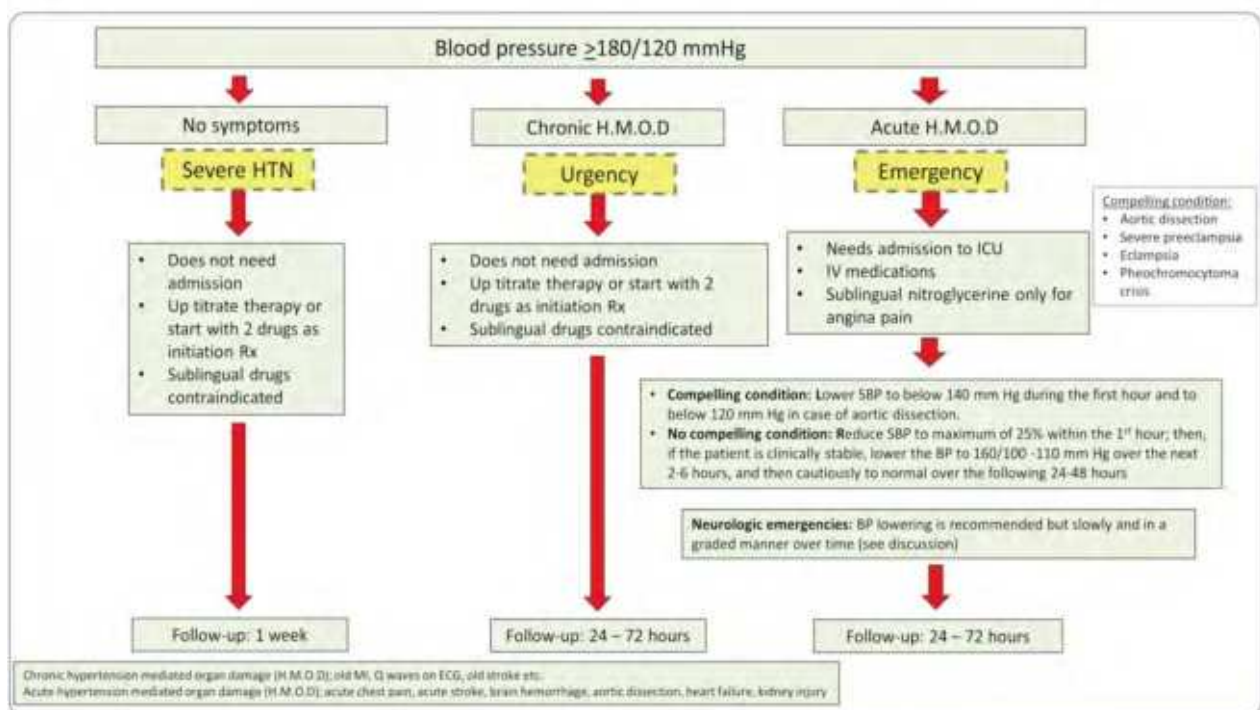 Blood pressure ≥180/120 mmHg
No symptoms
Severe HTN
• Does not need
admission
• Up titrate therapy or
start with 2 drugs as
initiation Rx
• Sublingual drugs
contraindicated
Follow-up: 1 week
Chronic H.M.O.D
Urgency
• Does not need admission
• Up titrate therapy or start with 2
drugs as initiation Rx
• Sublingual drugs contraindicated
Follow-up: 24 – 72 hours
Acute H.M.O.D
Emergency
• Needs admission to ICU
• IV medications
• Sublingual nitroglycerine only for
angina pain
Compelling condition:
• Aortic dissection
• Severe preeclampsia
• Eclampsia
• Pheochromocytoma
crisis
• Compelling condition: Lower SBP to below 140 mm Hg during the first hour and to
below 120 mm Hg in case of aortic dissection.
• No compelling condition: Reduce SBP to maximum of 25% within the 1st hour; then,
if the patient is clinically stable, lower the BP to 160/100 -110 mm Hg over the next
2-6 hours, and then cautiously to normal over the following 24-48 hours
Neurologic emergencies: BP lowering is recommended but slowly and in a
graded manner over time (see discussion)
Follow-up: 24 – 72 hours
Chronic hypertension mediated organ damage (H.M.O.D); old MI, Q waves on ECG, old stroke etc.
Acute hypertension mediated organ damage (H.M.O.D); acute chest pain, acute stroke, brain hemorrhage, aortic dissection, heart failure, kidney injury